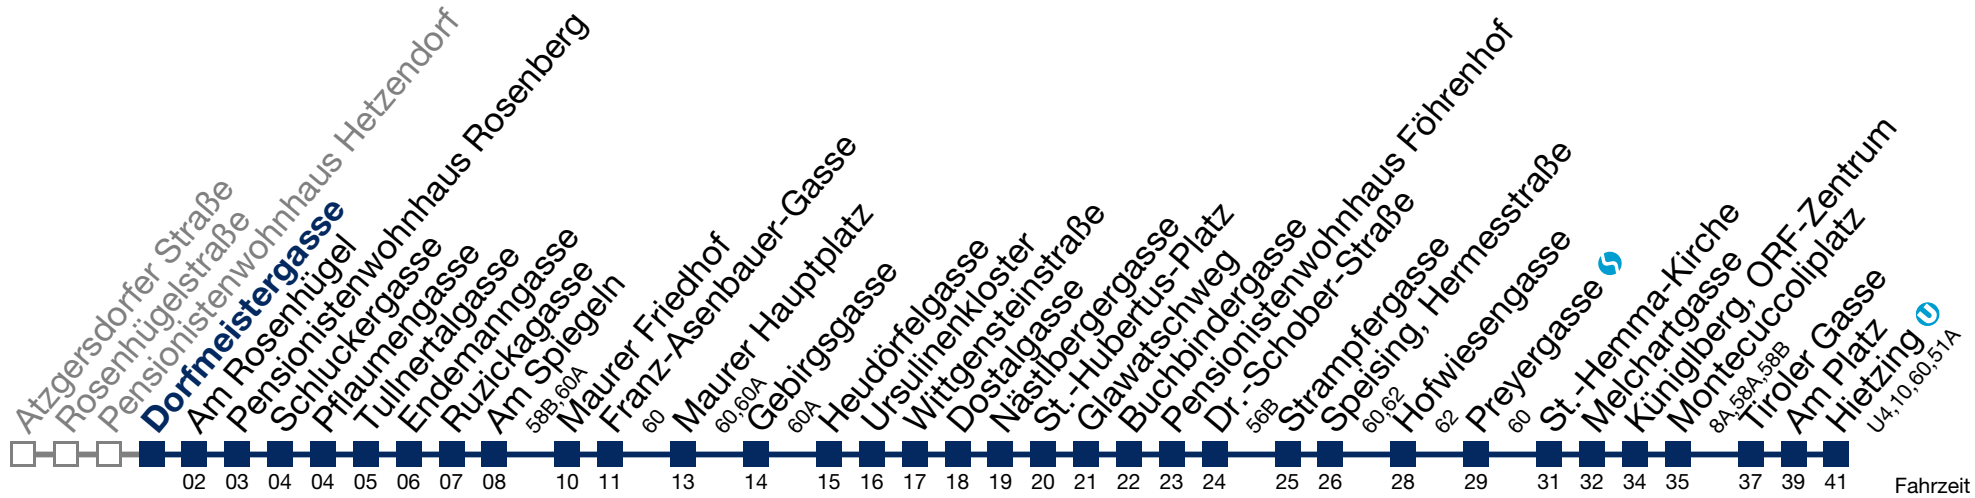 Atzgersdorfer Straße
Rosenhügelstraße
Pensionistenwohnhaus Hetzendorf
Dorfmeistergasse
Am Rosenhügel
Pensionistenwohnhaus Rosenberg
Schluckergasse
Pflaumengasse
Tullnertalgasse
Endemanngasse
Ruzickagasse
Am Spiegeln
58B,60A
Maurer Friedhof
Franz-Asenbauer-Gasse
60
Maurer Hauptplatz
60,60A
Gebirgsgasse
60A
Heudörfelgasse
Ursulinenkloster
Wittgensteinstraße
Dostalgasse
Nästlbergergasse
St.-Hubertus-Platz
Glawatschweg
Buchbindergasse
Pensionistenwohnhaus Föhrenhof
Dr.-Schober-Straße
56B
Strampfergasse
Speising, Hermesstraße
60,62
Hofwiesengasse
62
Preyergasse
60
St.-Hemma-Kirche
Melchartgasse
Küniglberg, ORF-Zentrum
Montecuccoliplatz
8A,58A,58B
Tiroler Gasse
Am Platz
Hietzing U
U4,10,60,51A
02 03 04 04 05 06 07 08 10 11 13 14 15 16 17 18 19 20 21 22 23 24 25 26 28 29 31 32 34 35 37 39 41 Fahrzeit